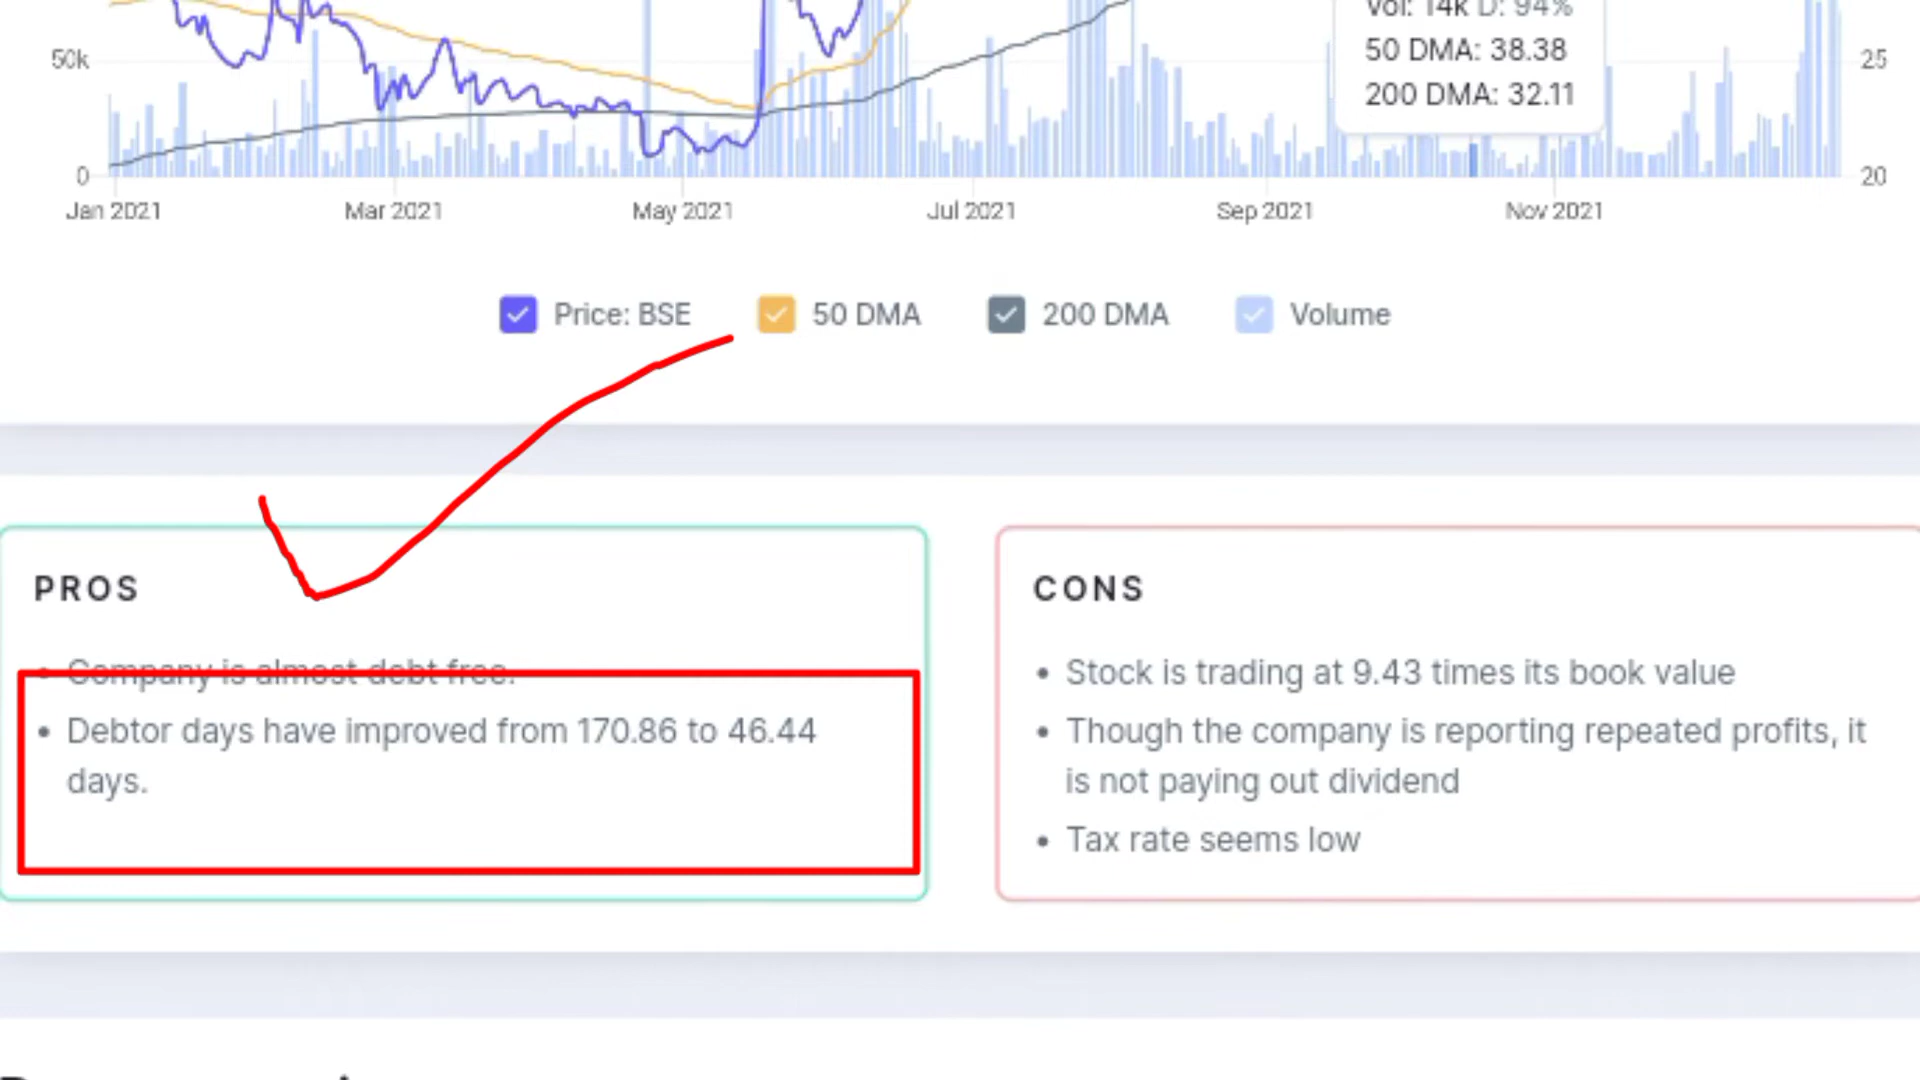 Vol: 14k D: 94%
50k
50 DMA: 38.38
25
200 DMA: 32.11
0
20
Jan 2021
Mar 2021
May 2021
Jul 2021
Sep 2021
Nov 2021
Price: BSE
50 DMA
200 DMA
Volume
PROS
• Company is almost debt free.
• Debtor days have improved from 170.86 to 46.44
days.
CONS
• Stock is trading at 9.43 times its book value
• Though the company is reporting repeated profits, it
is not paying out dividend
• Tax rate seems low